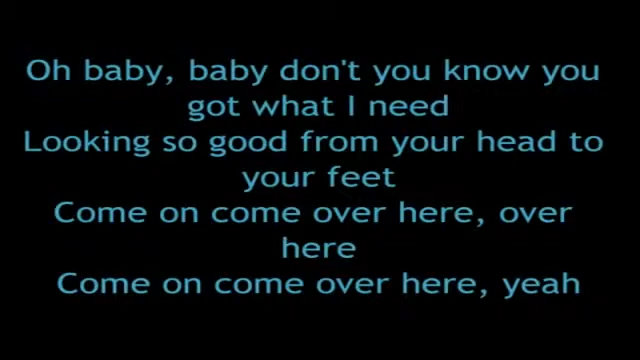 Oh baby, baby don't you know you
got what I need
Looking so good from your head to
your feet
Come on come over here, over
here
Come on come over here, yeah